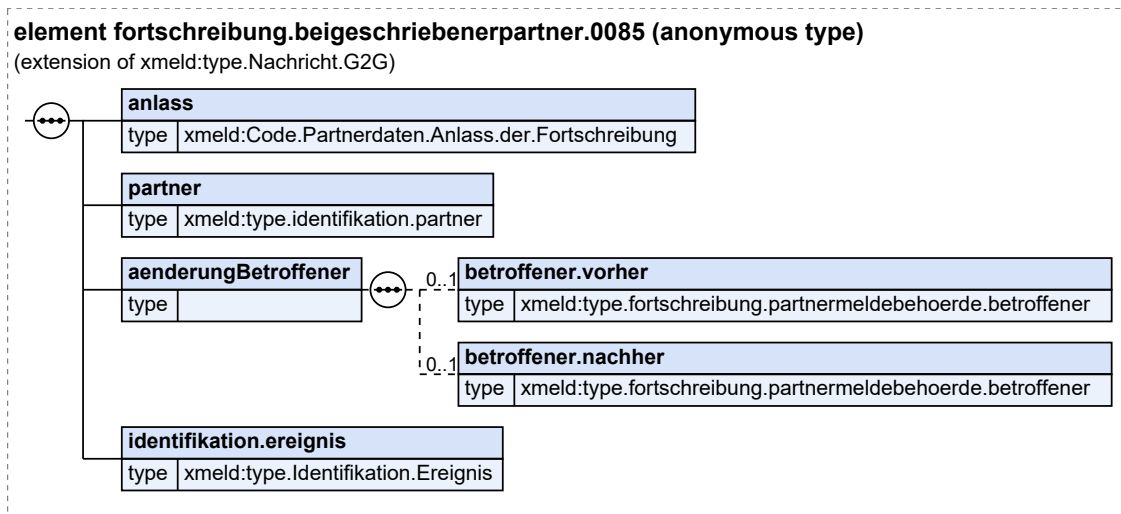 element fortschreibung.beigeschriebenerpartner.0085 (anonymous type)
(extension of xmeld:type.Nachricht.G2G)
anlass
type xmeld:Code.Partnerdaten.Anlass.der.Fortschreibung
partner
type xmeld:type.identifikation.partner
aenderungBetroffener
type
0..1 betroffener.vorher
type xmeld:type.fortschreibung.partnermeldebehoerde.betroffener
0..1 betroffener.nachher
type xmeld:type.fortschreibung.partnermeldebehoerde.betroffener
identifikation.ereignis
type xmeld:type.Identifikation.Ereignis